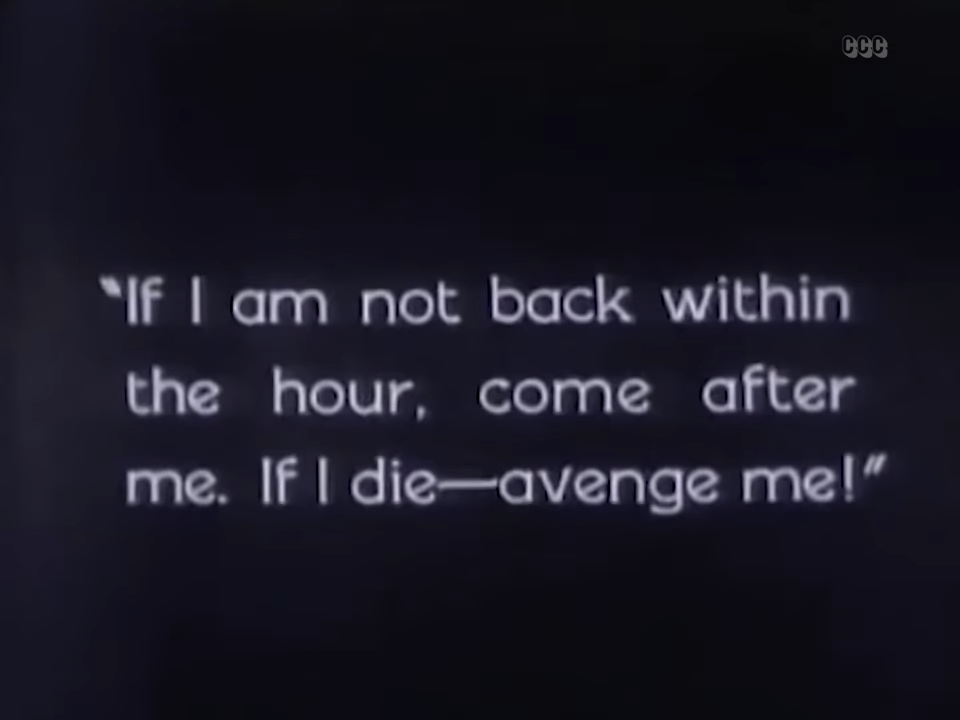 CCC
"If I am not back within
the hour, come after
me. If I die—avenge me!"